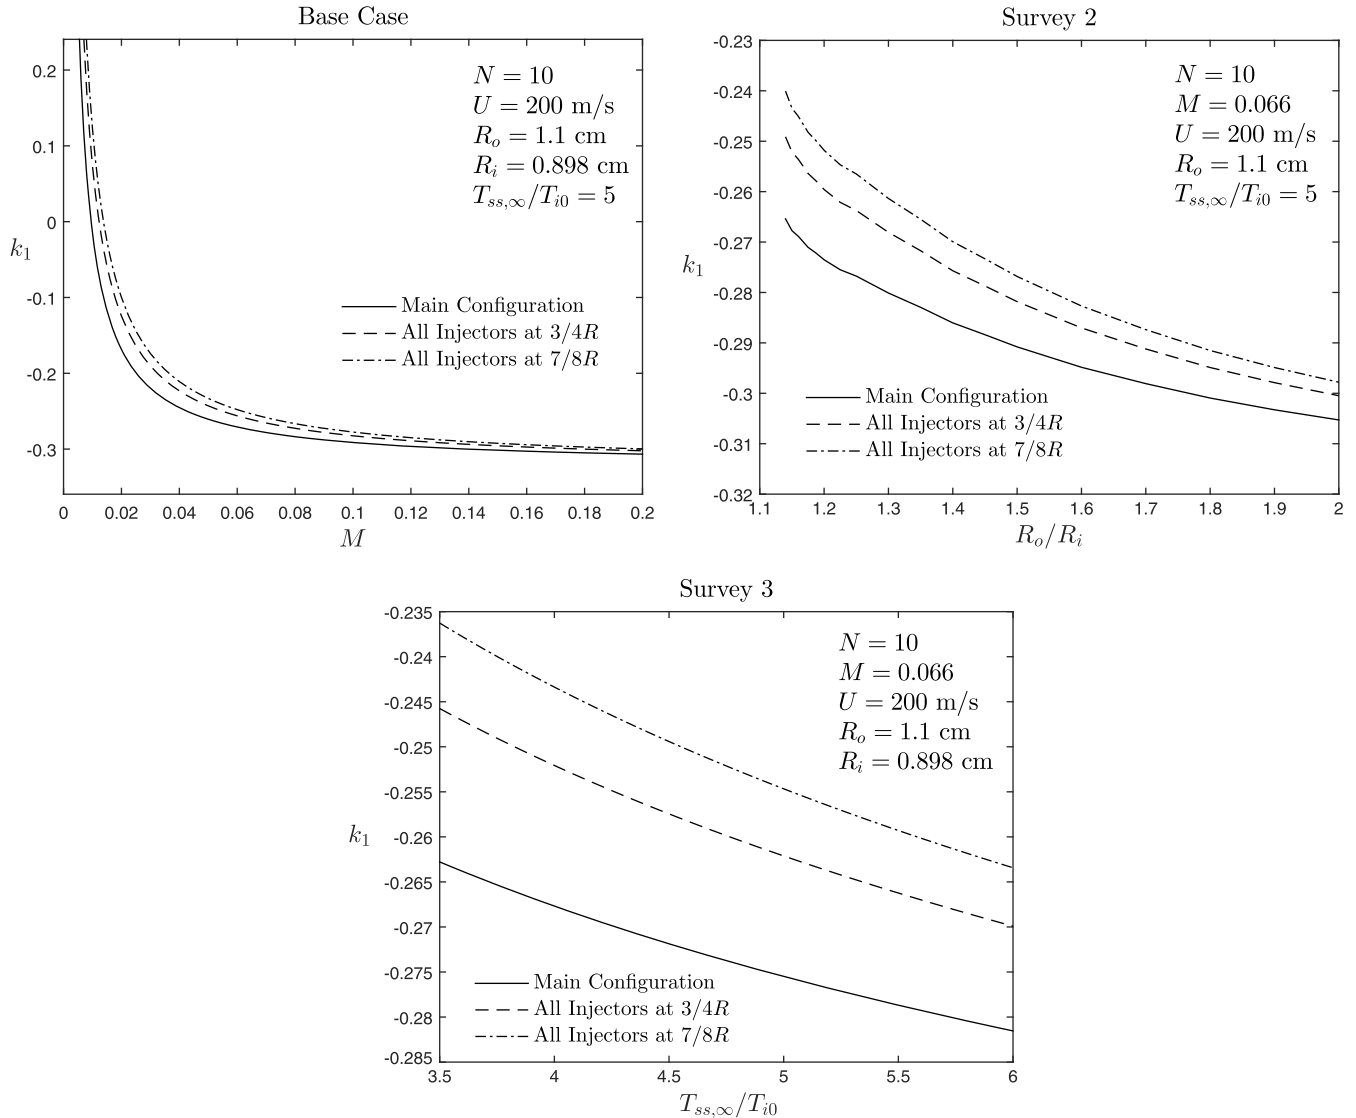 Base Case
0.2
0.1
0
-0.1
-0.2
-0.3
k₁
0 0.02 0.04 0.06 0.08 0.1 0.12 0.14 0.16 0.18 0.2
M
N = 10
U = 200 m/s
Rₒ = 1.1 cm
Rᵢ = 0.898 cm
Tss,∞/Ti0 = 5
Main Configuration
All Injectors at 3/4R
All Injectors at 7/8R
Survey 2
-0.23
-0.24
-0.25
-0.26
-0.27
-0.28
-0.29
-0.3
-0.31
-0.32
k₁
1.1 1.2 1.3 1.4 1.5 1.6 1.7 1.8 1.9 2
Rₒ/Rᵢ
N = 10
M = 0.066
U = 200 m/s
Rₒ = 1.1 cm
Tss,∞/Ti0 = 5
Main Configuration
All Injectors at 3/4R
All Injectors at 7/8R
Survey 3
-0.235
-0.24
-0.245
-0.25
-0.255
-0.26
-0.265
-0.27
-0.275
-0.28
-0.285
k₁
3.5 4 4.5 5 5.5 6
Tss,∞/Ti0
N = 10
M = 0.066
U = 200 m/s
Rₒ = 1.1 cm
Rᵢ = 0.898 cm
Main Configuration
All Injectors at 3/4R
All Injectors at 7/8R